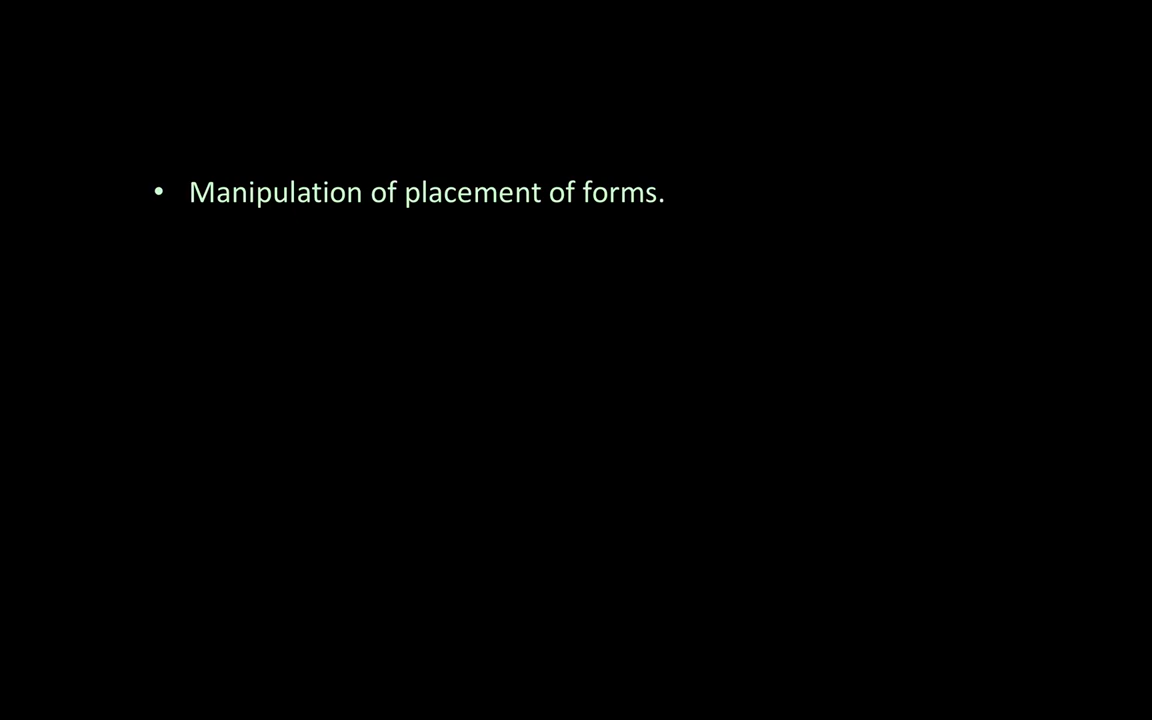 • Manipulation of placement of forms.